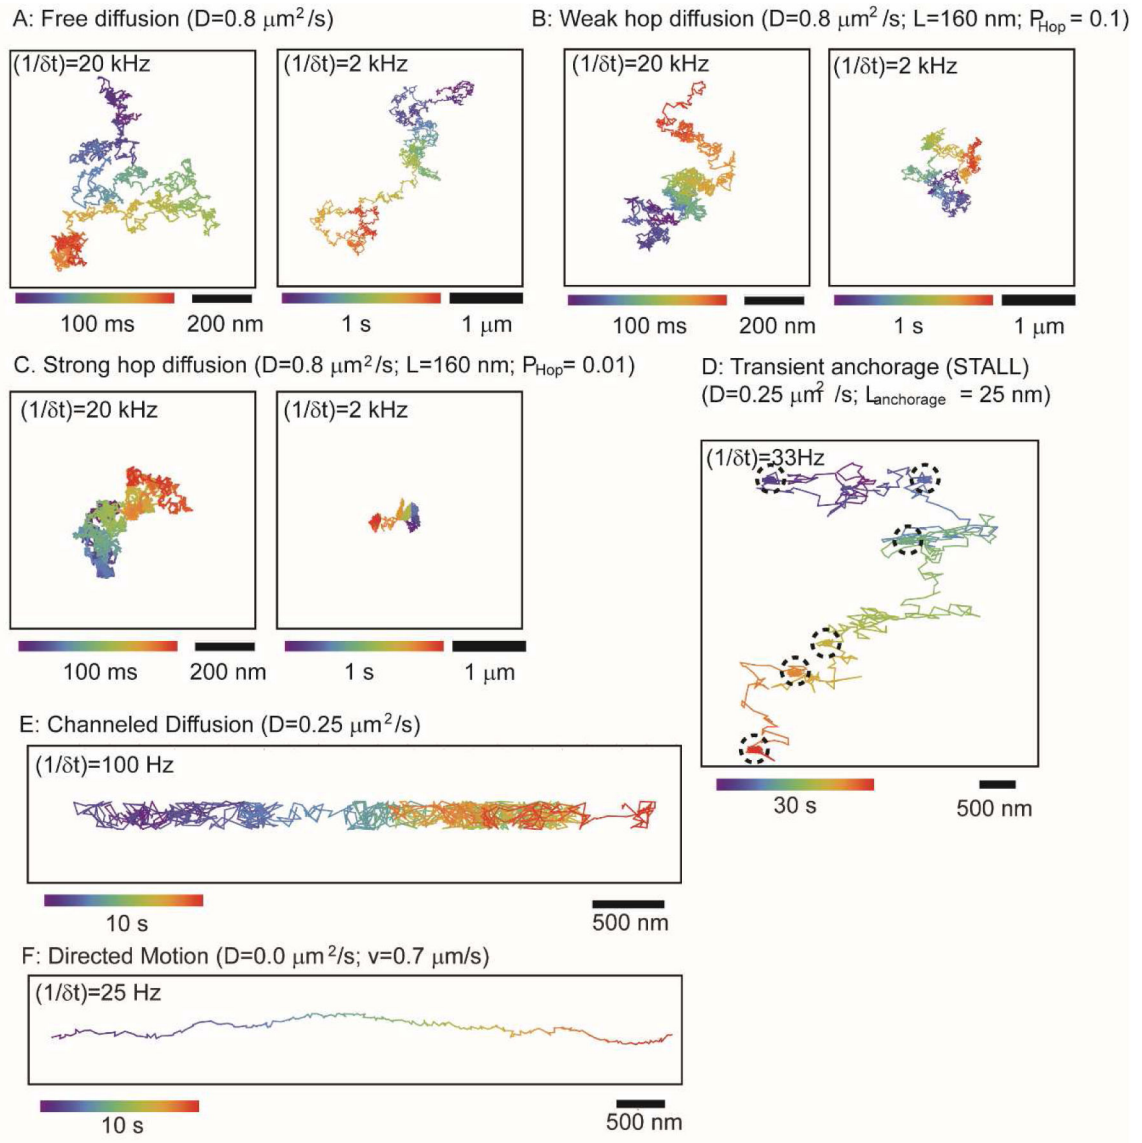 A: Free diffusion (D=0.8 μm²/s)
B: Weak hop diffusion (D=0.8 μm²/s; L=160 nm; PHop = 0.1)
(1/δt)=20 kHz
(1/δt)=2 kHz
(1/δt)=20 kHz
(1/δt)=2 kHz
100 ms
200 nm
1 s
1 μm
100 ms
200 nm
1 s
1 μm
C. Strong hop diffusion (D=0.8 μm²/s; L=160 nm; PHop= 0.01)
D: Transient anchorage (STALL)
(D=0.25 μm² /s; Lanchorage = 25 nm)
(1/δt)=20 kHz
(1/δt)=2 kHz
(1/δt)=33Hz
100 ms
200 nm
1 s
1 μm
30 s
500 nm
E: Channeled Diffusion (D=0.25 μm²/s)
(1/δt)=100 Hz
10 s
500 nm
F: Directed Motion (D=0.0 μm²/s; v=0.7 μm/s)
(1/δt)=25 Hz
10 s
500 nm